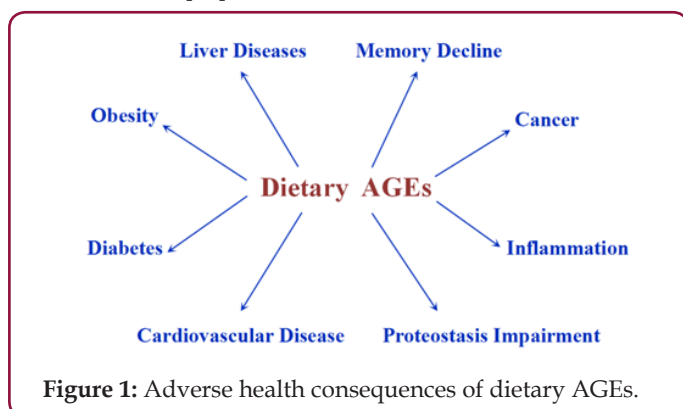 Liver Diseases Memory Decline
Obesity Cancer
Dietary AGEs
Diabetes Inflammation
Cardiovascular Disease Proteostasis Impairment
Figure 1: Adverse health consequences of dietary AGEs.